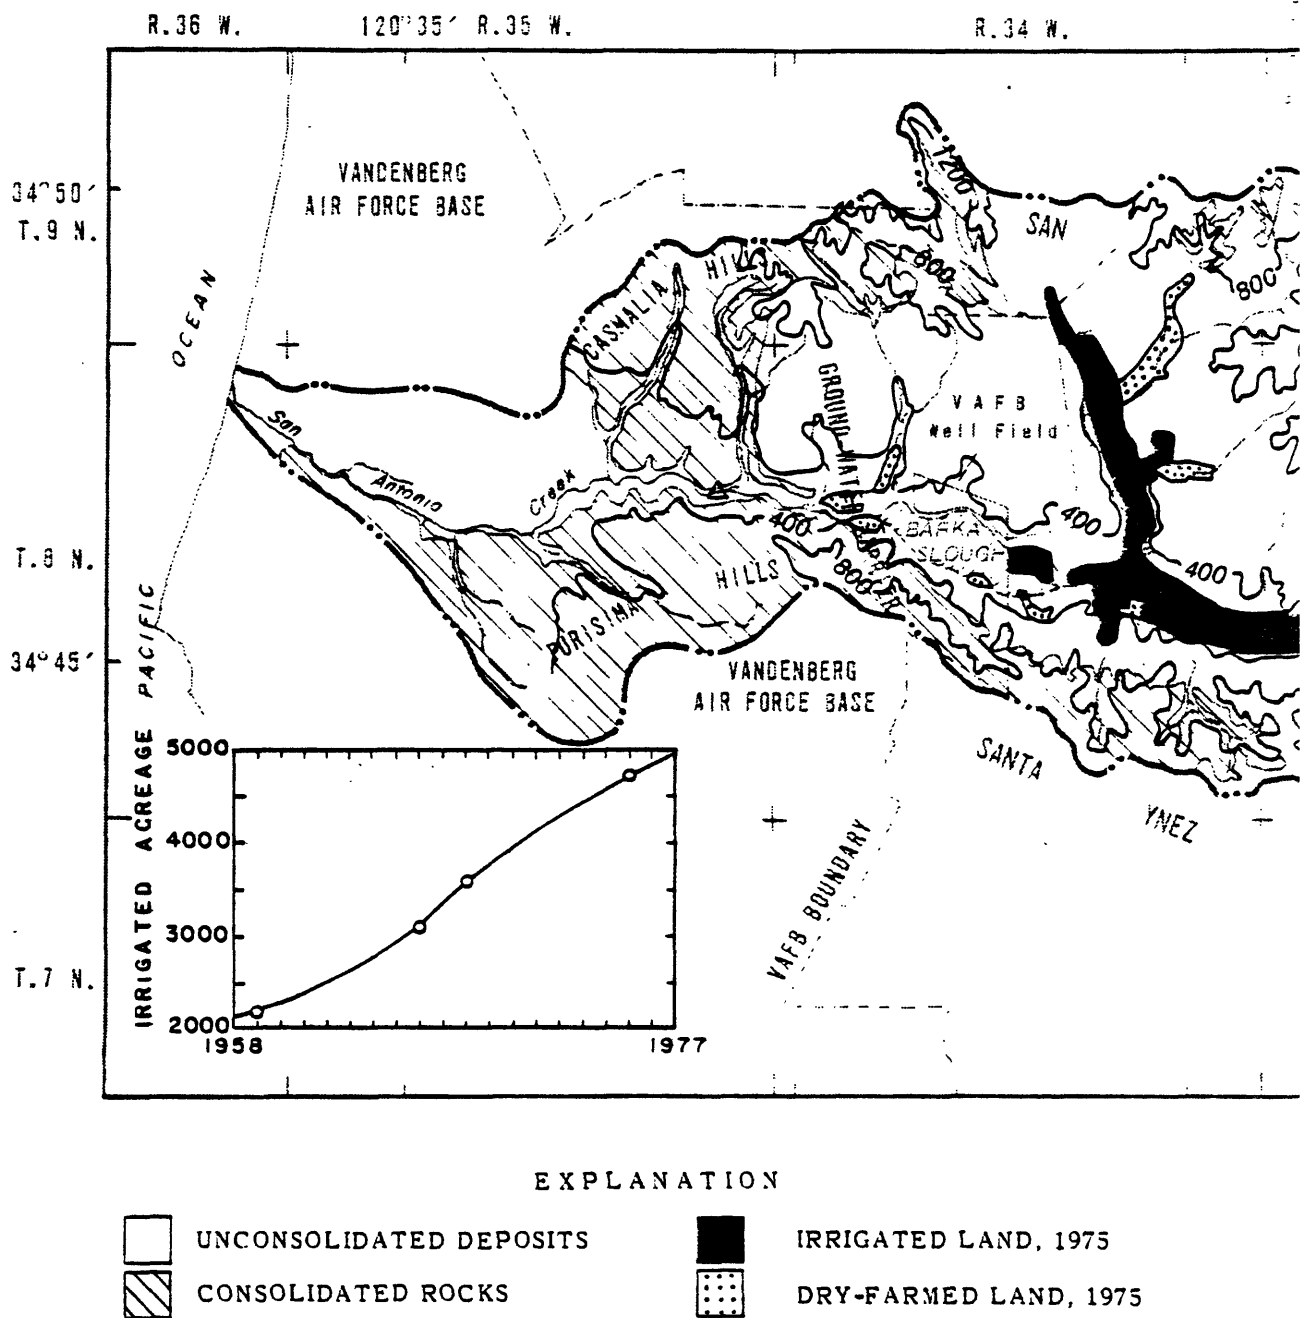 R.36 W. 120°35′ R.35 W. R.34 W.
34°50′
T.9 N.
VANDENBERG
AIR FORCE BASE
SAN
1200
800
800
OCEAN
CASMALIA HILLS
GROUND-WATER
VAFB
Well Field
San Antonio Creek
400
400
BARKA
SLOUGH
T.8 N.
HILLS
800
400
PURISIMA
34°45′
PACIFIC
VANDENBERG
AIR FORCE BASE
SANTA
YNEZ
VAFB BOUNDARY
T.7 N.
IRRIGATED ACREAGE
5000
4000
3000
2000
1958 1977
EXPLANATION
UNCONSOLIDATED DEPOSITS
IRRIGATED LAND, 1975
CONSOLIDATED ROCKS
DRY-FARMED LAND, 1975